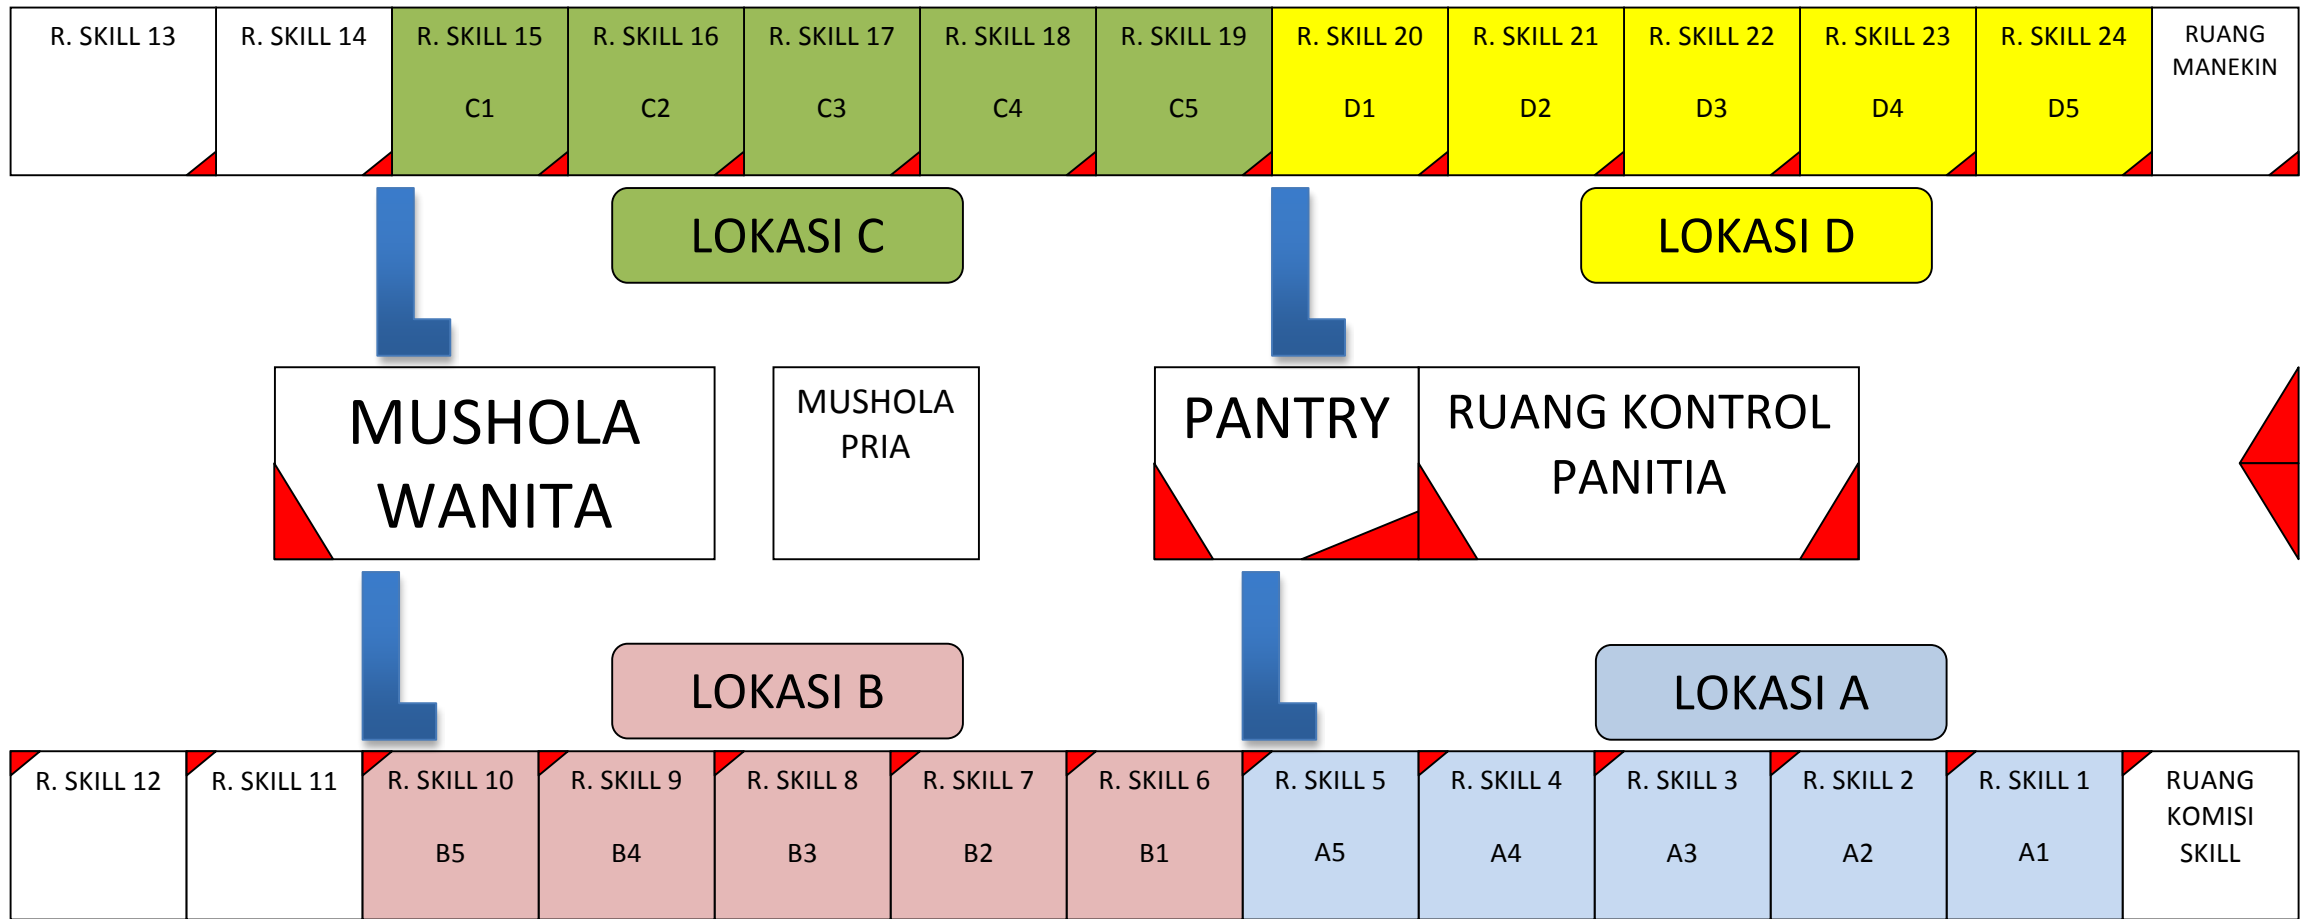 R. SKILL 13
R. SKILL 14
R. SKILL 15
C1
R. SKILL 16
C2
R. SKILL 17
C3
R. SKILL 18
C4
R. SKILL 19
C5
R. SKILL 20
D1
R. SKILL 21
D2
R. SKILL 22
D3
R. SKILL 23
D4
R. SKILL 24
D5
RUANG
MANEKIN
LOKASI C
LOKASI D
MUSHOLA
WANITA
MUSHOLA
PRIA
PANTRY
RUANG KONTROL
PANITIA
LOKASI B
LOKASI A
R. SKILL 12
R. SKILL 11
R. SKILL 10
B5
R. SKILL 9
B4
R. SKILL 8
B3
R. SKILL 7
B2
R. SKILL 6
B1
R. SKILL 5
A5
R. SKILL 4
A4
R. SKILL 3
A3
R. SKILL 2
A2
R. SKILL 1
A1
RUANG
KOMISI
SKILL